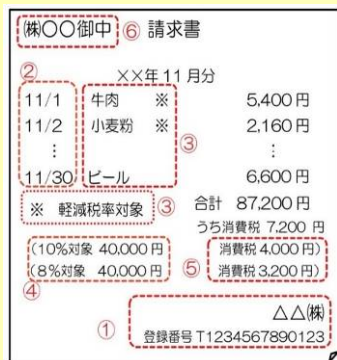 ㈱〇〇御中 ⑥ 請求書
② ××年11月分
11/1 牛肉 ※ 5,400円
11/2 小麦粉 ※ 2,160円
⋮ ③ ⋮
11/30 ビール 6,600円
※ 軽減税率対象 ③ 合計 87,200円
うち消費税 7,200円
(10%対象 40,000円 消費税 4,000円)
(8%対象 40,000円 ⑤ 消費税 3,200円)
④
① △△㈱
登録番号 T1234567890123